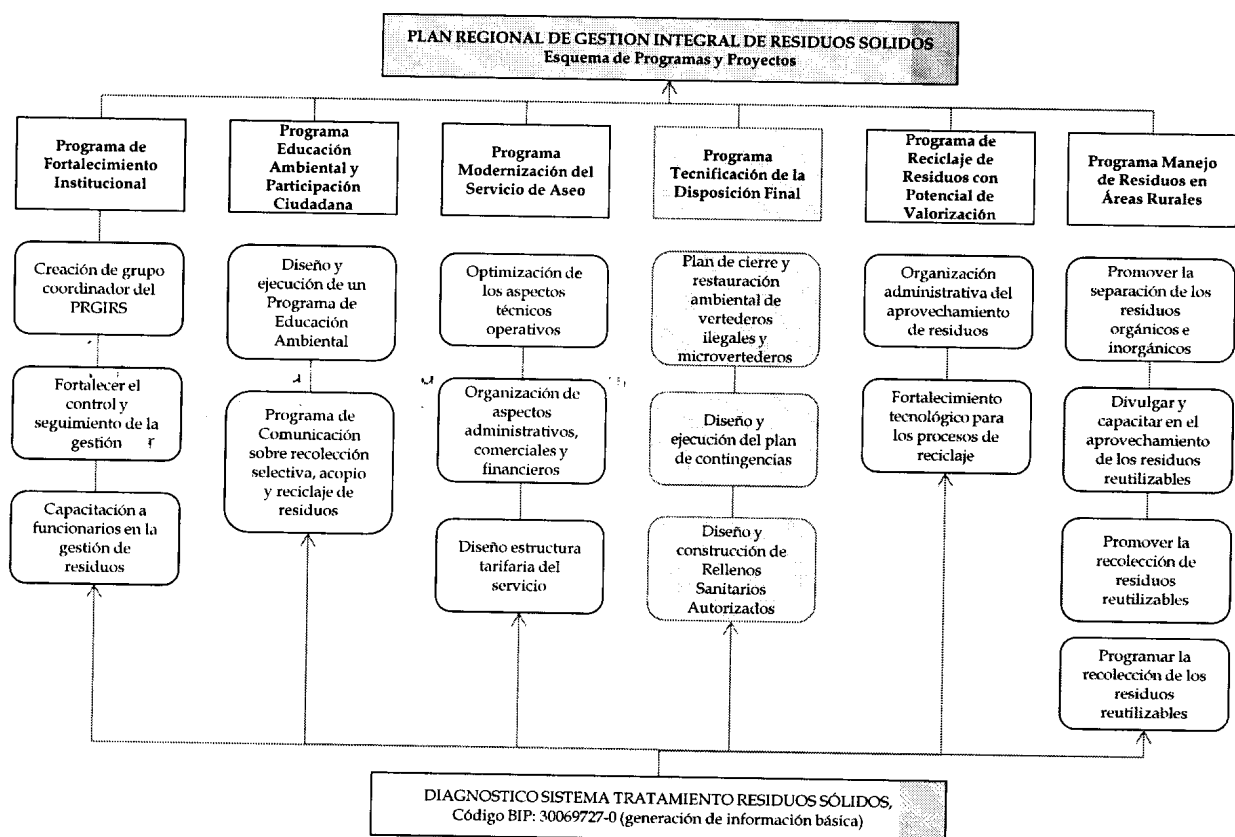 PLAN REGIONAL DE GESTION INTEGRAL DE RESIDUOS SOLIDOS
Esquema de Programas y Proyectos
Programa de
Fortalecimiento
Institucional
Creación de grupo
coordinador del
PRGIRS
Fortalecer el
control y
seguimiento de la
gestión
Capacitación a
funcionarios en la
gestión de
residuos
Programa
Educación
Ambiental y
Participación
Ciudadana
Diseño y
ejecución de un
Programa de
Educación
Ambiental
Programa de
Comunicación
sobre recolección
selectiva, acopio
y reciclaje de
residuos
Programa
Modernización del
Servicio de Aseo
Optimización de
los aspectos
técnicos
operativos
Organización de
aspectos
administrativos,
comerciales y
financieros
Diseño estructura
tarifaria del
servicio
Programa
Tecnificación de la
Disposición Final
Plan de cierre y
restauración
ambiental de
vertederos
ilegales y
microvertederos
Diseño y
ejecución del plan
de contingencias
Diseño y
construcción de
Rellenos
Sanitarios
Autorizados
Programa de
Reciclaje de
Residuos con
Potencial de
Valorización
Organización
administrativa del
aprovechamiento
de residuos
Fortalecimiento
tecnológico para
los procesos de
reciclaje
Programa Manejo
de Residuos en
Áreas Rurales
Promover la
separación de los
residuos
orgánicos e
inorgánicos
Divulgar y
capacitar en el
aprovechamiento
de los residuos
reutilizables
Promover la
recolección de
residuos
reutilizables
Programar la
recolección de los
residuos
reutilizables
DIAGNOSTICO SISTEMA TRATAMIENTO RESIDUOS SÓLIDOS,
Código BIP: 30069727-0 (generación de información básica)